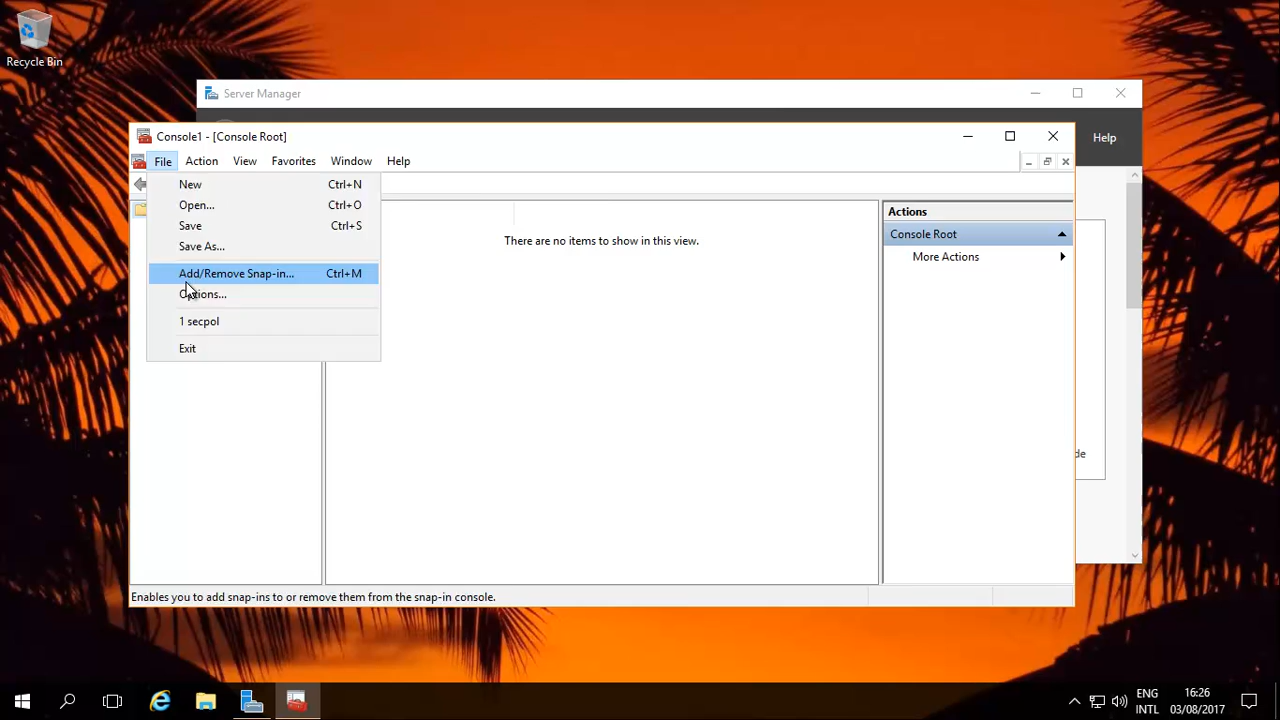 Recycle Bin
Server Manager
Help
Console1 - [Console Root]
File Action View Favorites Window Help
New Ctrl+N
Open... Ctrl+O
Save Ctrl+S
Save As...
Add/Remove Snap-in... Ctrl+M
Options...
1 secpol
Exit
There are no items to show in this view.
Actions
Console Root
More Actions
de
Enables you to add snap-ins to or remove them from the snap-in console.
ENG
INTL
16:26
03/08/2017